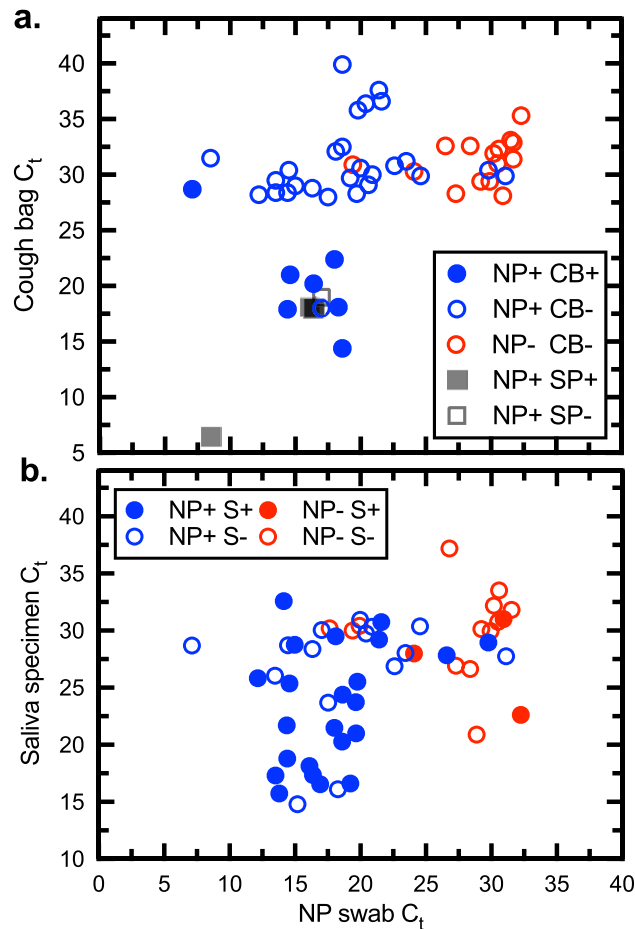 a.
40
35
30
25
20
15
10
5
Cough bag Ct
NP+ CB+
NP+ CB-
NP- CB-
NP+ SP+
NP+ SP-
b.
40
35
30
25
20
15
10
Saliva specimen Ct
NP+ S+ NP- S+
NP+ S- NP- S-
0 5 10 15 20 25 30 35 40
NP swab Ct